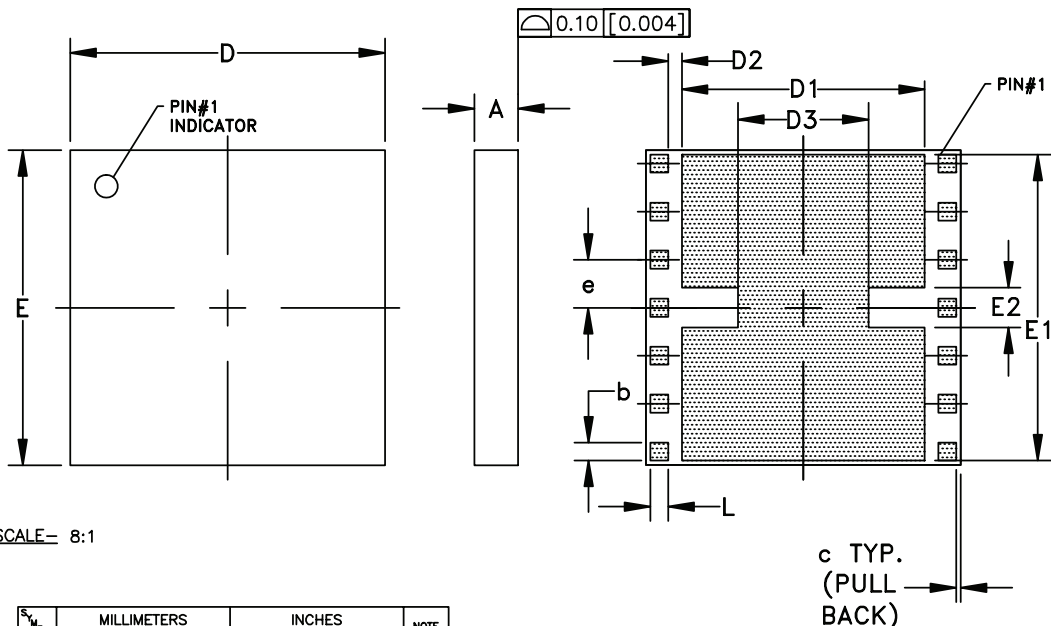 0.10 [0.004]
D
D2
D1
PIN#1
INDICATOR
A
D3
PIN#1
E
e
E2
E1
b
L
SCALE- 8:1
c TYP.
(PULL
BACK)
MILLIMETERS
INCHES
NOTE